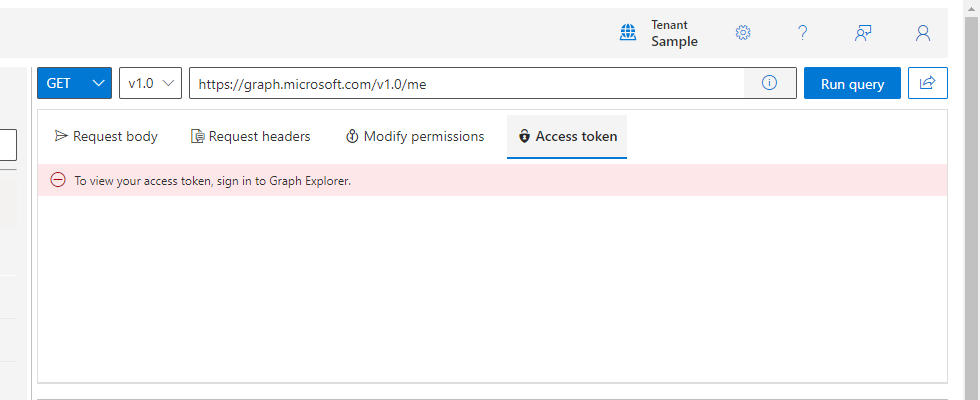 Tenant
Sample
?
GET
v1.0
https://graph.microsoft.com/v1.0/me
Run query
Request body
Request headers
Modify permissions
Access token
To view your access token, sign in to Graph Explorer.